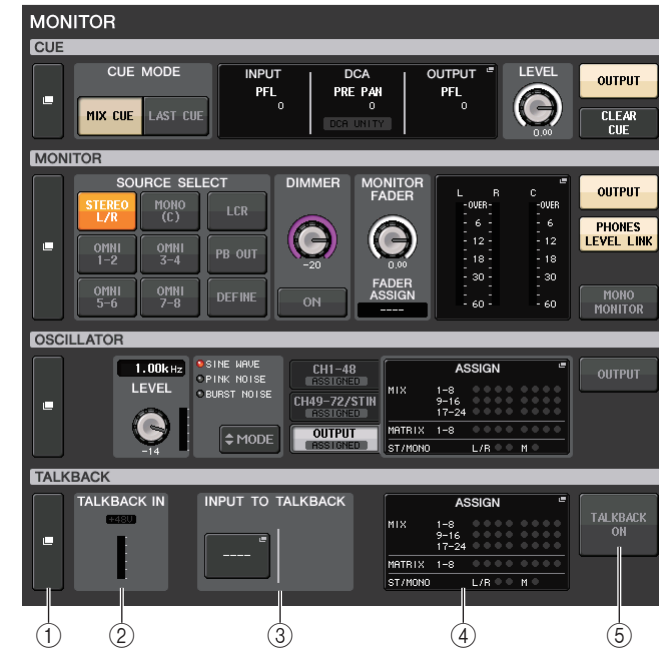 MONITOR
CUE
CUE MODE
MIX CUE
LAST CUE
INPUT
PFL
0
DCA
PRE PAN
0
DCA UNITY
OUTPUT
PFL
0
LEVEL
0.00
OUTPUT
CLEAR
CUE
MONITOR
SOURCE SELECT
STEREO
L/R
MONO
(C)
LCR
OMNI
1-2
OMNI
3-4
PB OUT
OMNI
5-6
OMNI
7-8
DEFINE
DIMMER
-20
ON
MONITOR
FADER
0.00
FADER
ASSIGN
----
L R C
-OVER- -OVER
- 6 - - 6
- 12 - - 12
- 18 - - 18
- 30 - - 30
- 60 - - 60
OUTPUT
PHONES
LEVEL LINK
MONO
MONITOR
OSCILLATOR
1.00k Hz
LEVEL
-14
SINE WAVE
PINK NOISE
BURST NOISE
MODE
CH1-48
ASSIGNED
CH49-72/STIN
ASSIGNED
OUTPUT
ASSIGNED
ASSIGN
MIX 1-8
9-16
17-24
MATRIX 1-8
ST/MONO L/R M
OUTPUT
TALKBACK
TALKBACK IN
+48V
INPUT TO TALKBACK
----
ASSIGN
MIX 1-8
9-16
17-24
MATRIX 1-8
ST/MONO L/R M
TALKBACK
ON
① ② ③ ④ ⑤